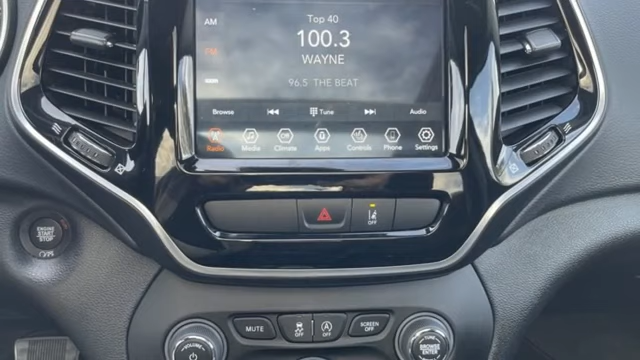 AM
Top 40
FM
100.3
WAYNE
96.5 THE BEAT
Browse
Tune
Audio
Radio
Media
Climate
Apps
Controls
Phone
Settings
OFF
ENGINE
START
STOP
MUTE
OFF
OFF
SCREEN
OFF
TUNE
BROWSE
ENTER